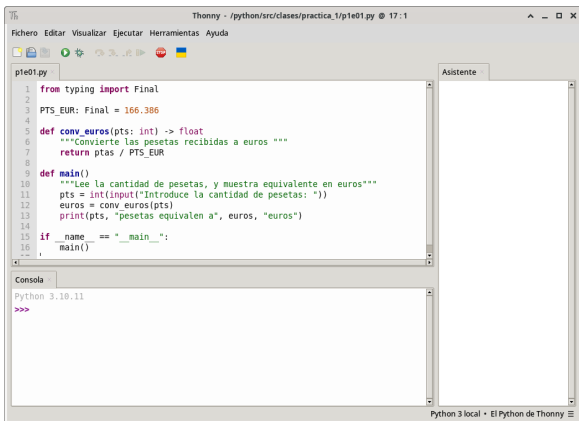 Thonny - /python/src/clases/practica_1/p1e01.py @ 17 : 1
Fichero Editar Visualizar Ejecutar Herramientas Ayuda
STOP
p1e01.py
Asistente
1 from typing import Final
2
3 PTS_EUR: Final = 166.386
4
5 def conv_euros(pts: int) -> float
6     """Convierte las pesetas recibidas a euros """
7     return ptas / PTS_EUR
8
9 def main()
10     """Lee la cantidad de pesetas, y muestra equivalente en euros"""
11     pts = int(input("Introduce la cantidad de pesetas: "))
12     euros = conv_euros(pts)
13     print(pts, "pesetas equivalen a", euros, "euros")
14
15 if __name__ == "__main__":
16     main()
Consola
Python 3.10.11
>>>
Python 3 local • El Python de Thonny ☰